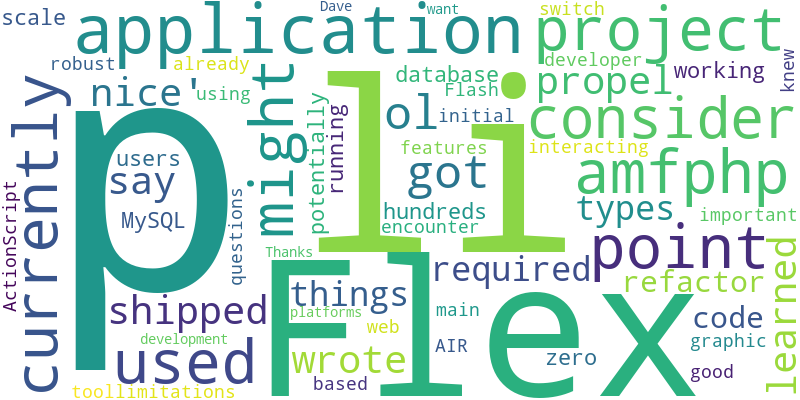 scale
application
Dave
want
project
switch
robust
already
nice'
using
database
Flash
developer
propel
working
knew
currently
p
might
li
ol
initial
consider
users
say
potentially
running
features
interacting
got
amfphp
MySQL
questions
hundreds
encounter
types
important
ActionScript
shipped
Thanks
Flex
required
point
things
platforms
refactor
learned
used
development
web
main
code
wrote
AIR
zero
graphic
toollimitations
based
good